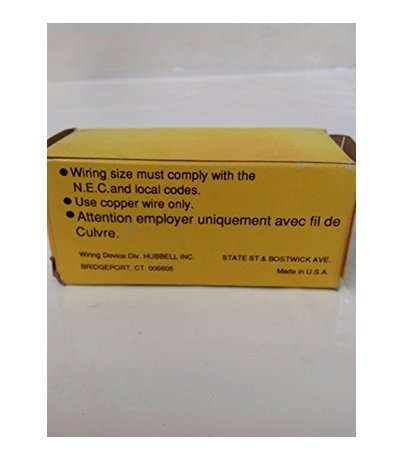 ● Wiring size must comply with the
N.E.C. and local codes.
● Use copper wire only.
● Attention employer uniquement avec fil de
Culvre.
Wiring Device Div. HUBBELL INC. STATE ST & BOSTWICK AVE.
BRIDGEPORT, CT. 006605 Made in U.S.A.